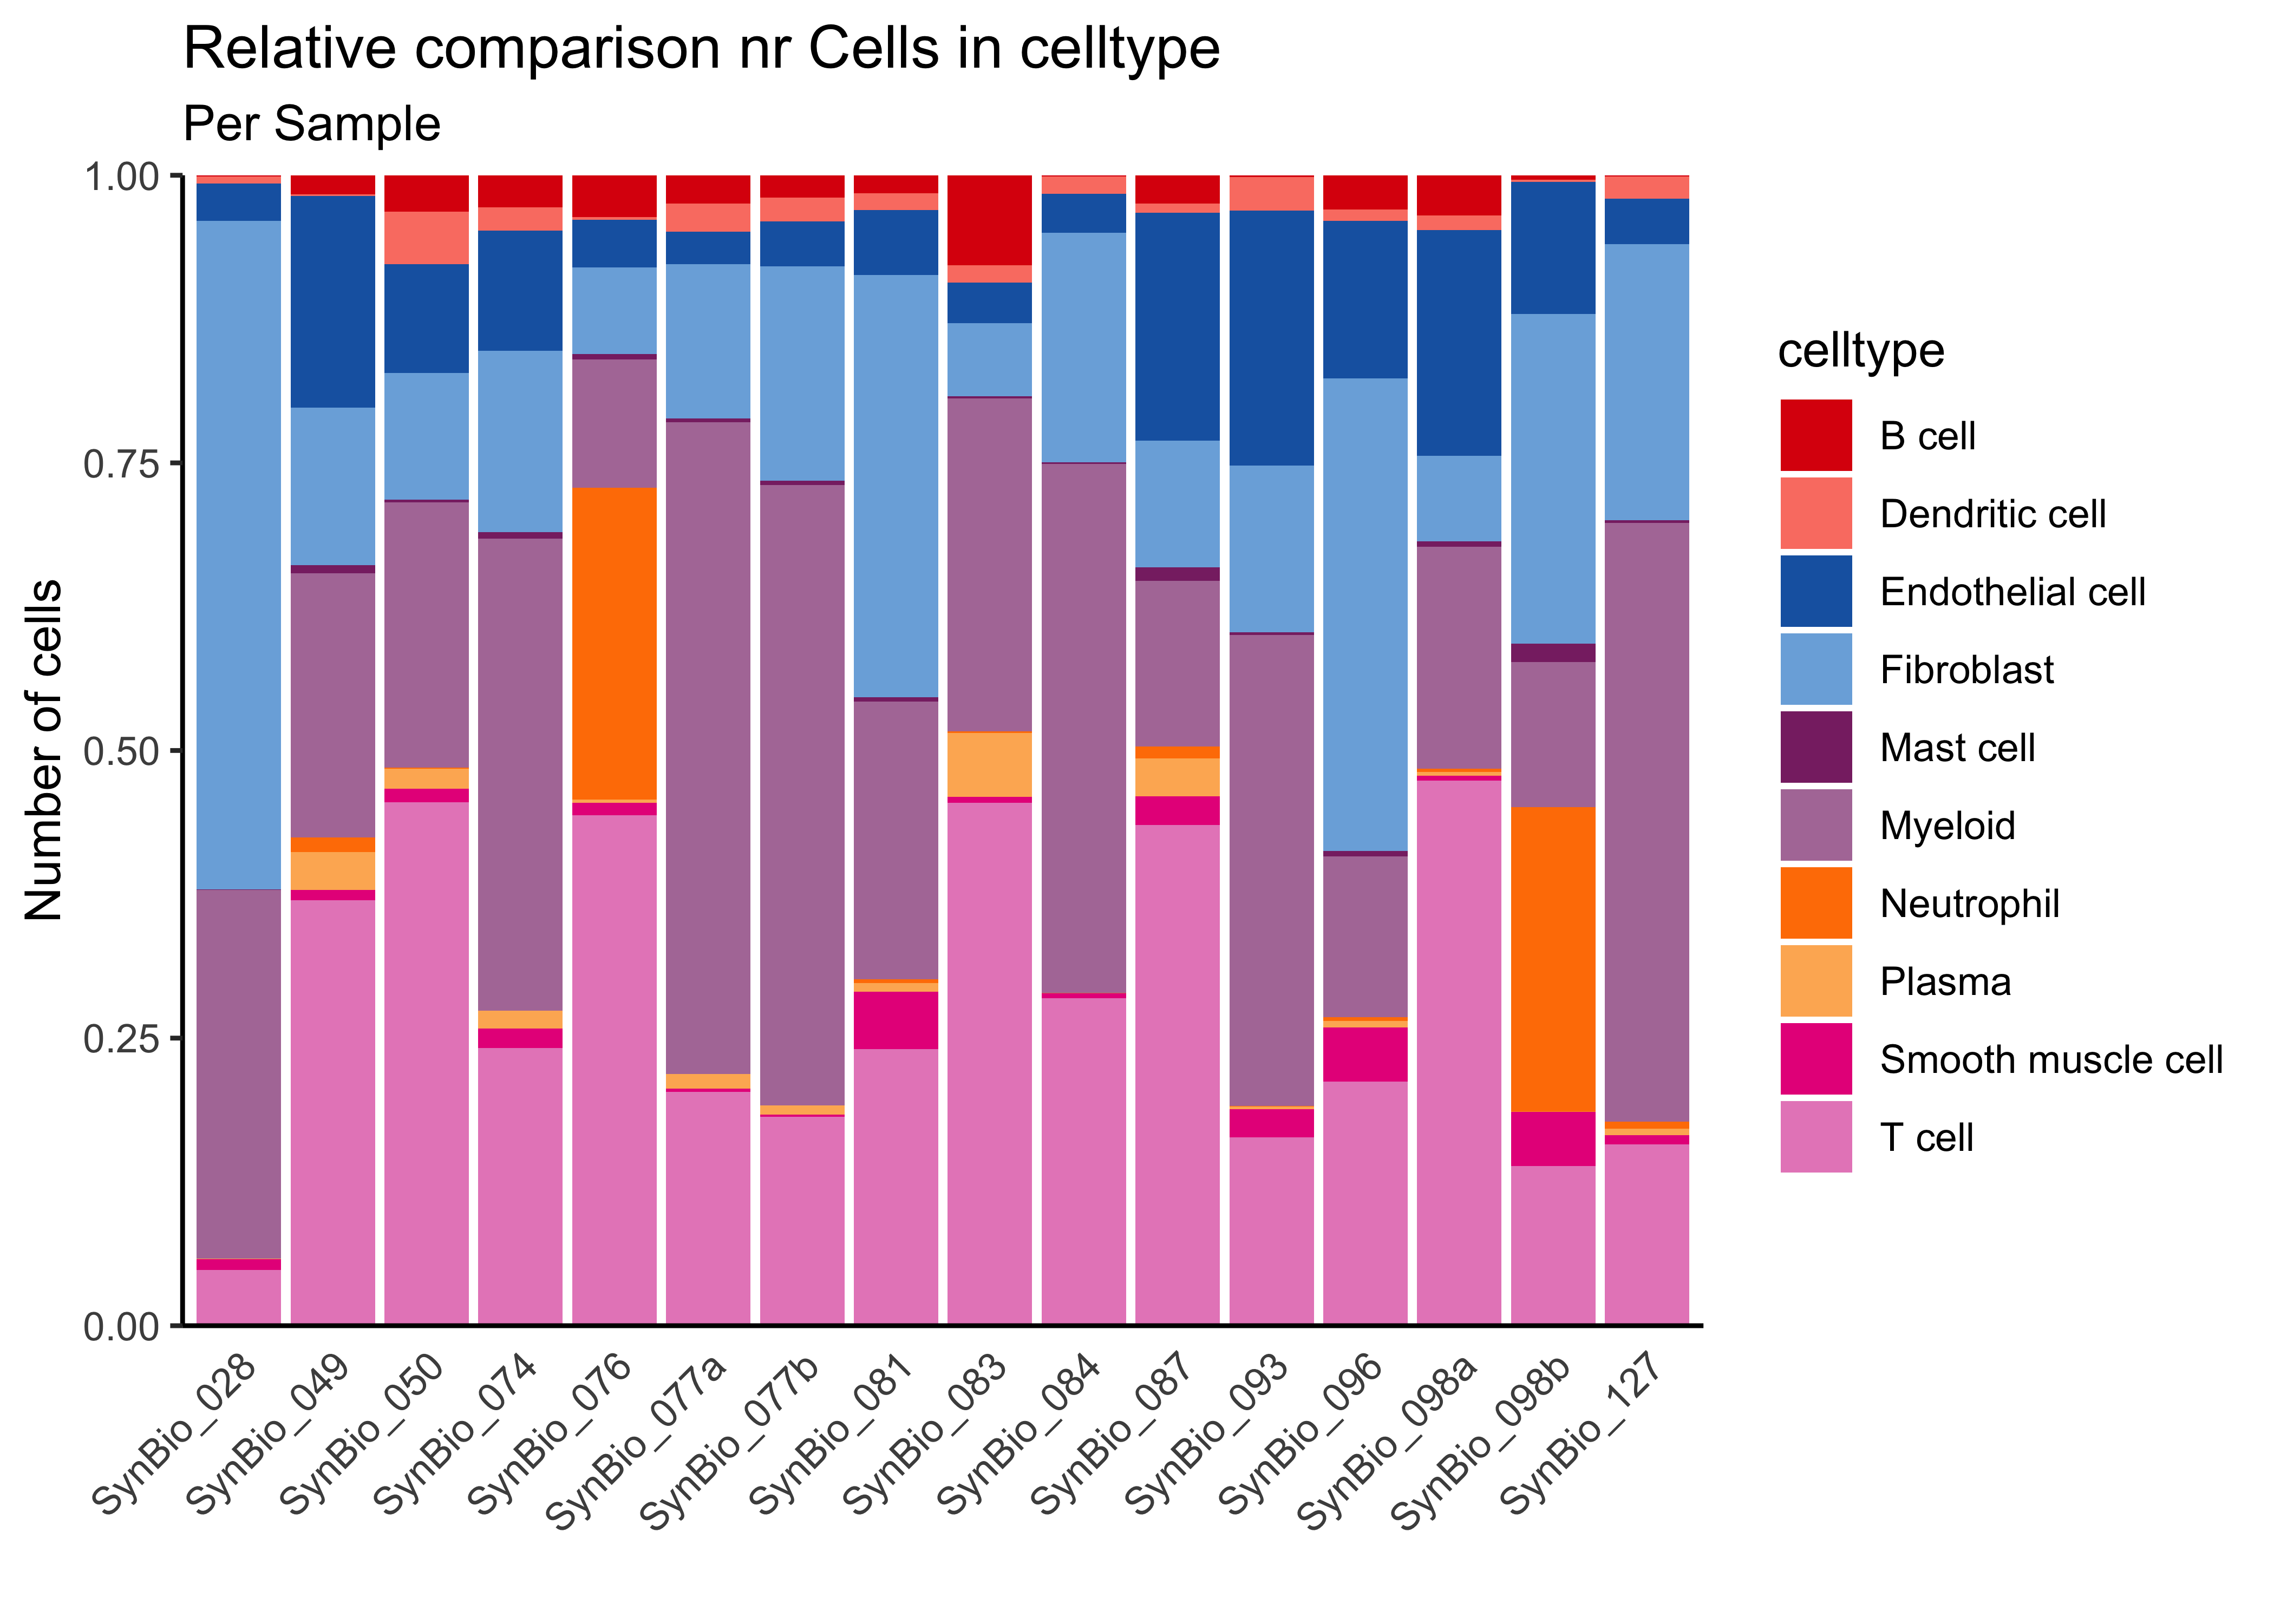 Relative comparison nr Cells in celltype
Per Sample
Number of cells
1.00
0.75
0.50
0.25
0.00
SynBio_028
SynBio_049
SynBio_050
SynBio_074
SynBio_076
SynBio_077a
SynBio_077b
SynBio_081
SynBio_083
SynBio_084
SynBio_087
SynBio_093
SynBio_096
SynBio_098a
SynBio_098b
SynBio_127
celltype
B cell
Dendritic cell
Endothelial cell
Fibroblast
Mast cell
Myeloid
Neutrophil
Plasma
Smooth muscle cell
T cell